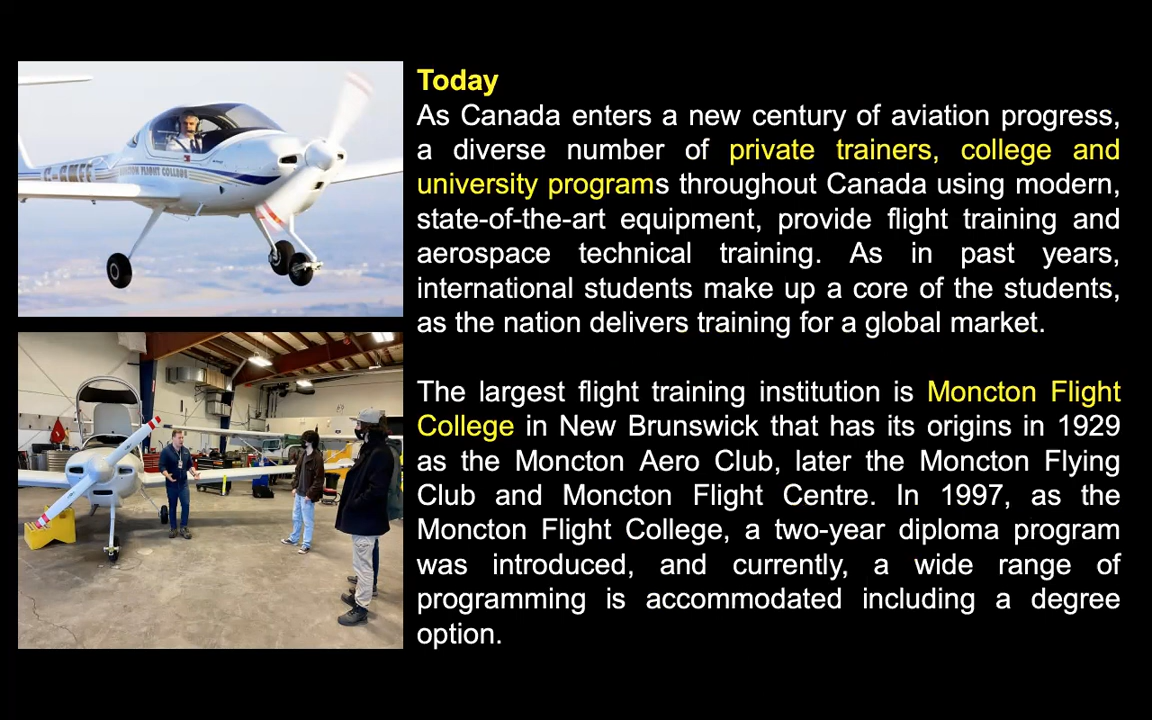 Today
As Canada enters a new century of aviation progress,
a diverse number of private trainers, college and
university programs throughout Canada using modern,
state-of-the-art equipment, provide flight training and
aerospace technical training. As in past years,
international students make up a core of the students,
as the nation delivers training for a global market.
The largest flight training institution is Moncton Flight
College in New Brunswick that has its origins in 1929
as the Moncton Aero Club, later the Moncton Flying
Club and Moncton Flight Centre. In 1997, as the
Moncton Flight College, a two-year diploma program
was introduced, and currently, a wide range of
programming is accommodated including a degree
option.
FLIGHT COLLEGE